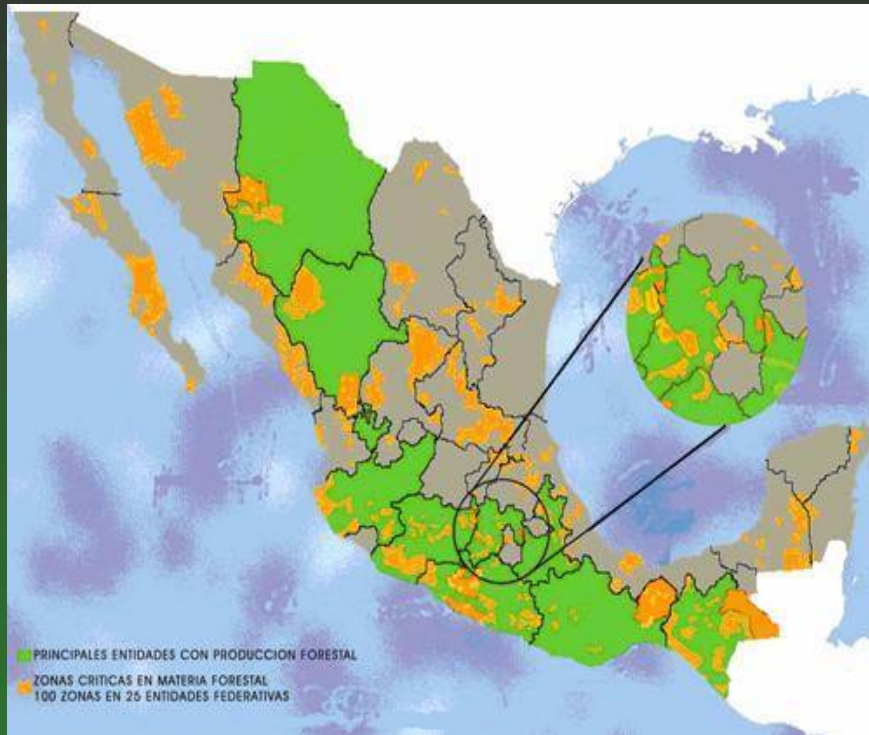 PRINCIPALES ENTIDADES CON PRODUCCION FORESTAL
ZONAS CRITICAS EN MATERIA FORESTAL
100 ZONAS EN 25 ENTIDADES FEDERATIVAS